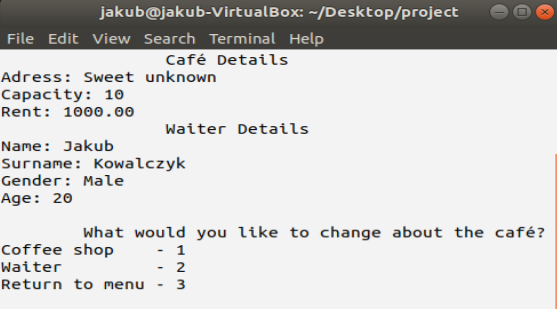 jakub@jakub-VirtualBox: ~/Desktop/project
File Edit View Search Terminal Help
Café Details
Adress: Sweet unknown
Capacity: 10
Rent: 1000.00
Waiter Details
Name: Jakub
Surname: Kowalczyk
Gender: Male
Age: 20
What would you like to change about the café?
Coffee shop - 1
Waiter - 2
Return to menu - 3